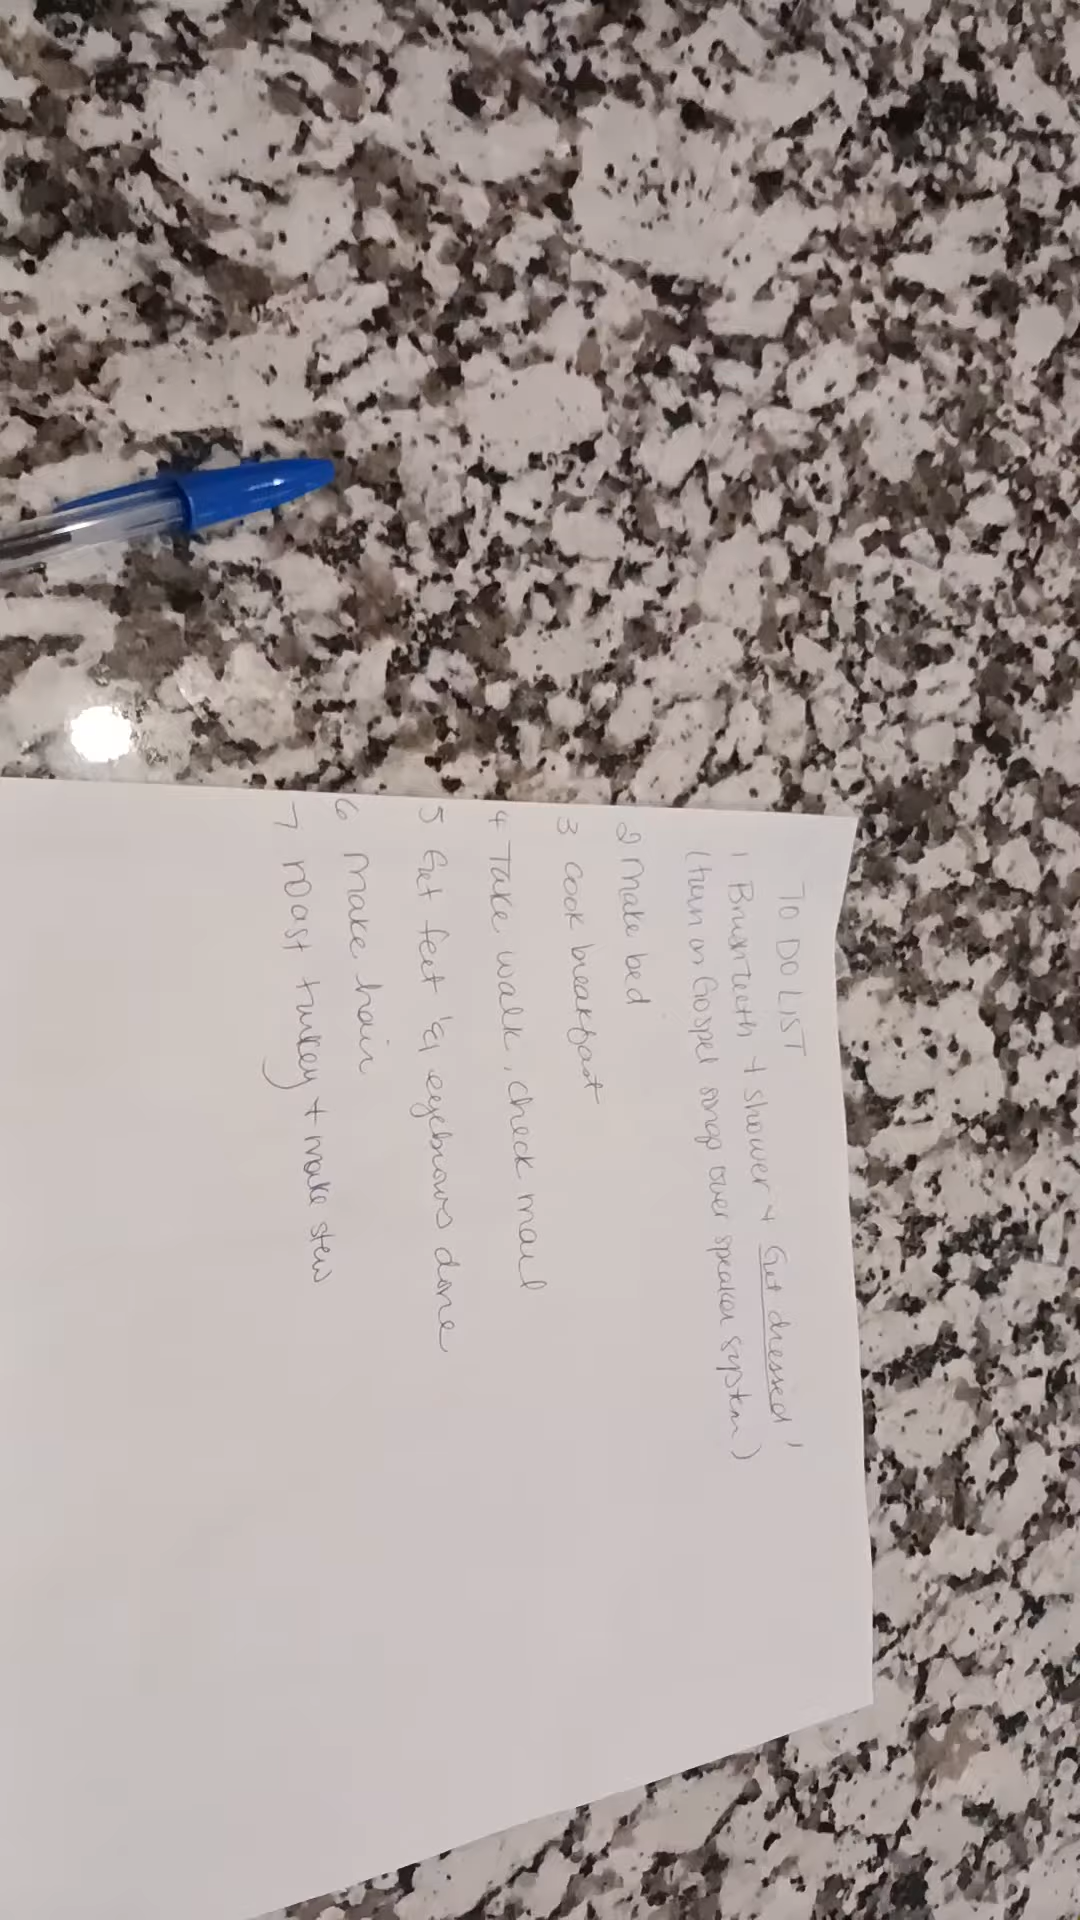 TO DO LIST
1 Brush teeth + shower + Get dressed!
(turn on Gospel songs over speaker system)
2 Make bed
3 cook breakfast
4 Take walk, check mail
5 Get feet & eyebrows done
6 Make hair
7 roast turkey + make stew